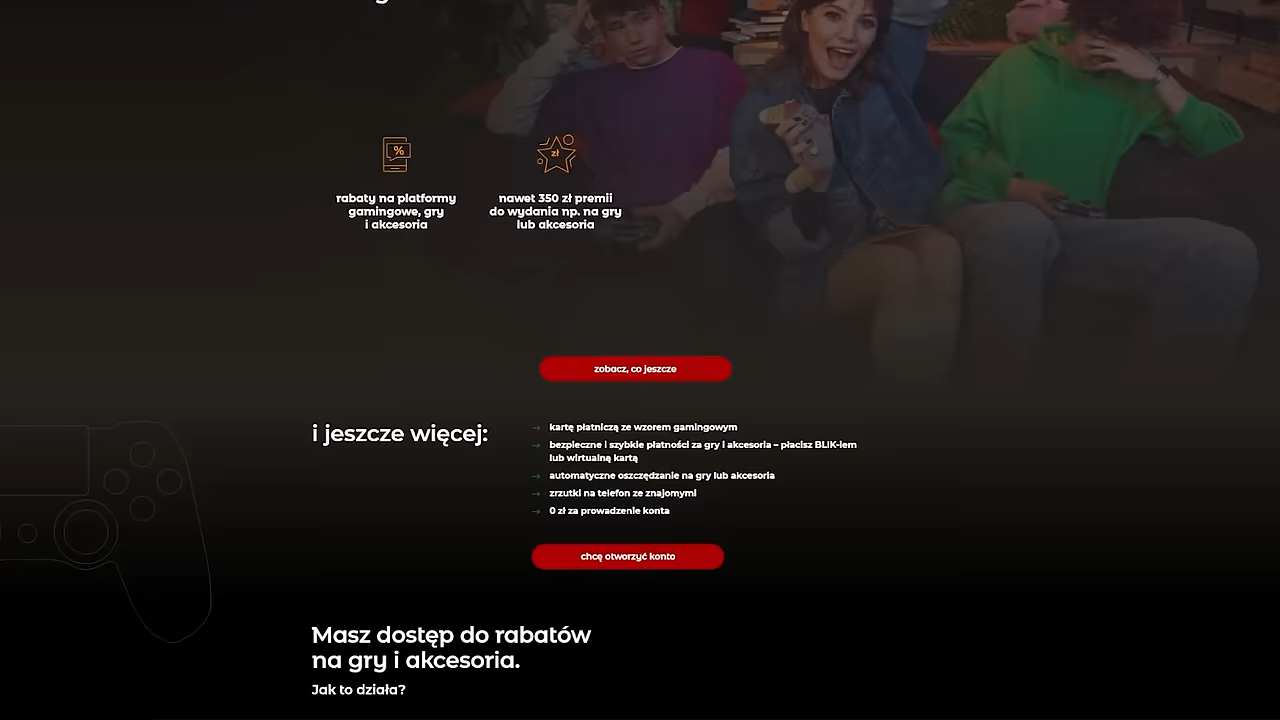 %
zł
rabaty na platformy
gamingowe, gry
i akcesoria
nawet 350 zł premii
do wydania np. na gry
lub akcesoria
zobacz, co jeszcze
i jeszcze więcej:
kartę płatniczą ze wzorem gamingowym
bezpieczne i szybkie płatności za gry i akcesoria – płacisz BLIK-iem
lub wirtualną kartą
automatyczne oszczędzanie na gry lub akcesoria
zrzutki na telefon ze znajomymi
0 zł za prowadzenie konta
chcę otworzyć konto
Masz dostęp do rabatów
na gry i akcesoria.
Jak to działa?